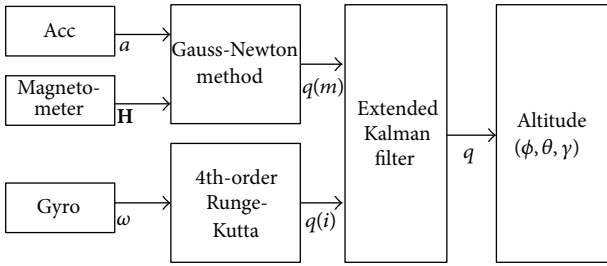 Acc
a
Magneto-
meter
H
Gauss-Newton
method
q(m)
Gyro
ω
4th-order
Runge-
Kutta
q(i)
Extended
Kalman
filter
q
Altitude
(ϕ, θ, γ)